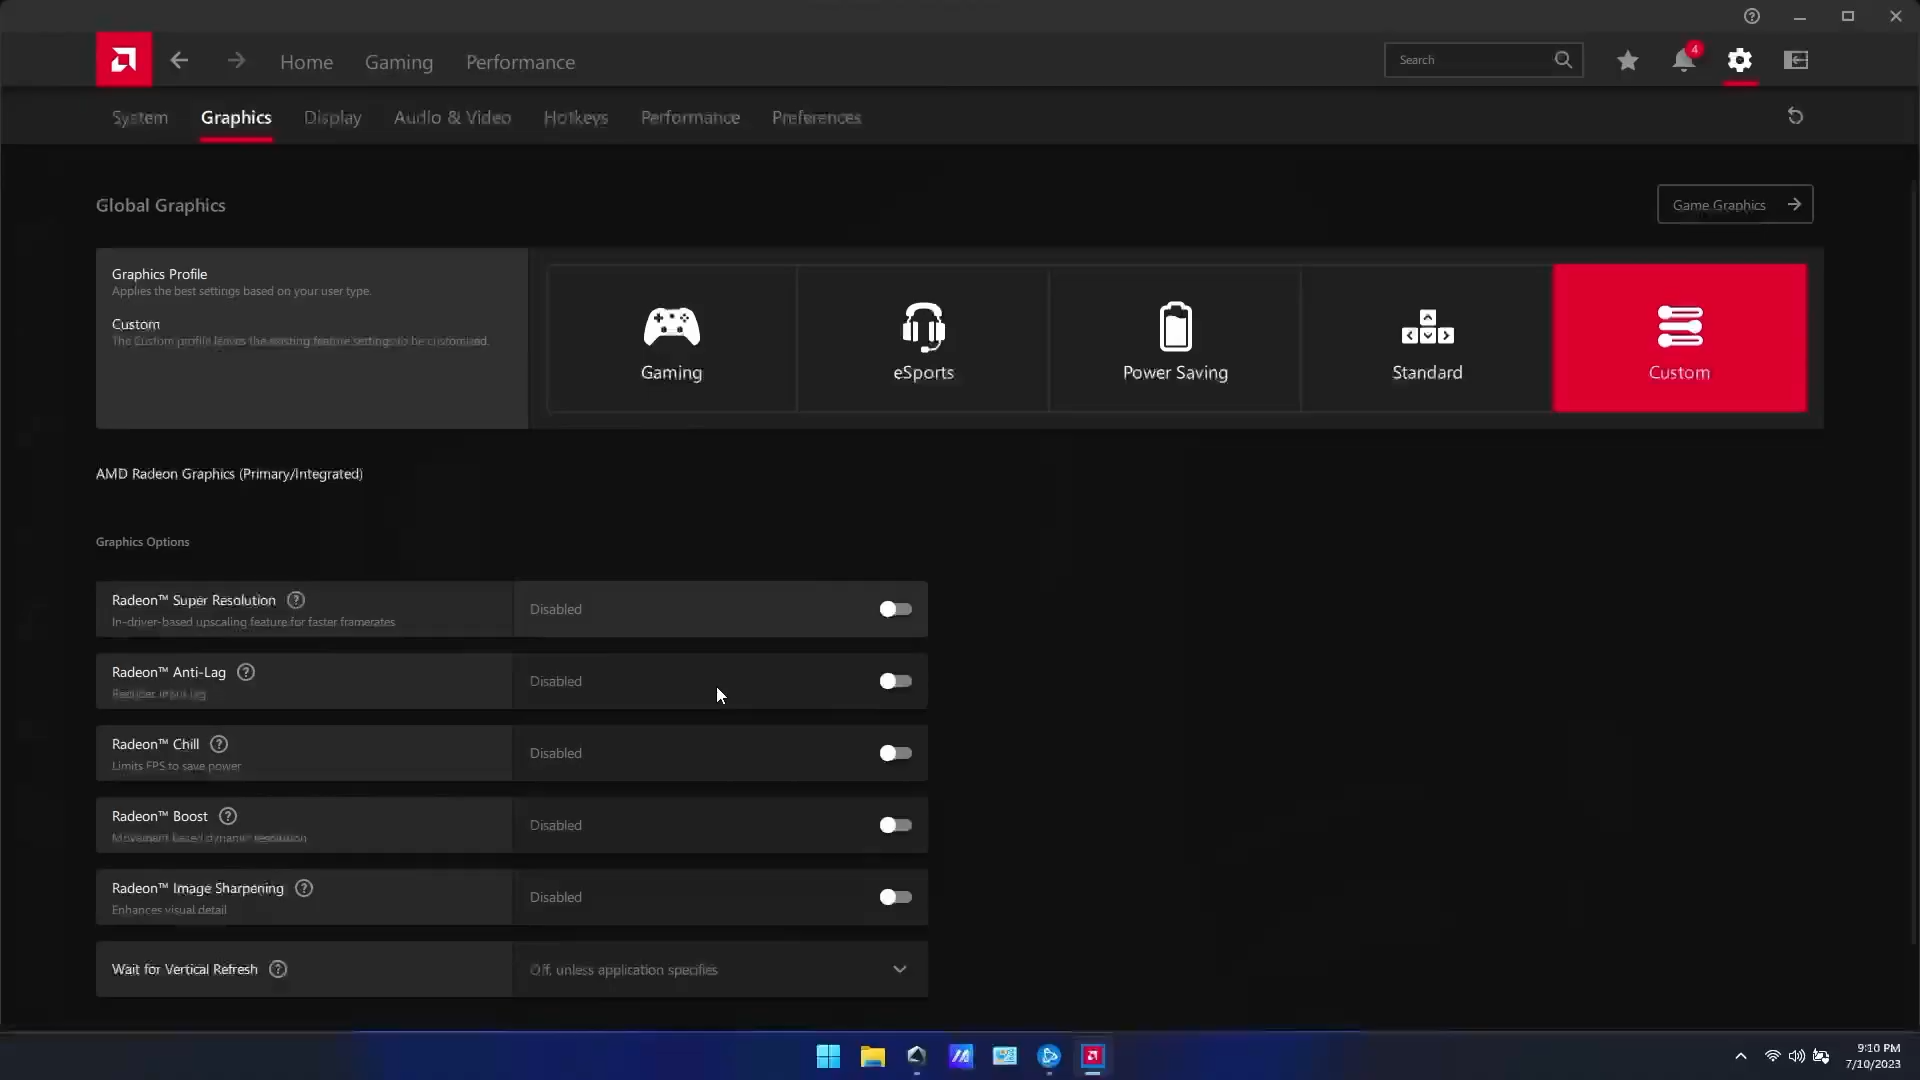 4
Home Gaming Performance Search
System Graphics Display Audio & Video Hotkeys Performance Preferences
Global Graphics
Game Graphics
Graphics Profile
Applies the best settings based on your user type.
Custom
The Custom profile leaves the existing feature settings to be customized.
Gaming
eSports
Power Saving
Standard
Custom
AMD Radeon Graphics (Primary/Integrated)
Graphics Options
Radeon™ Super Resolution
In-driver-based upscaling feature for faster framerates
Disabled
Radeon™ Anti-Lag
Reduces input lag
Disabled
Radeon™ Chill
Limits FPS to save power
Disabled
Radeon™ Boost
Movement based dynamic resolution
Disabled
Radeon™ Image Sharpening
Enhances visual detail
Disabled
Wait for Vertical Refresh
Off, unless application specifies
9:10 PM
7/10/2023